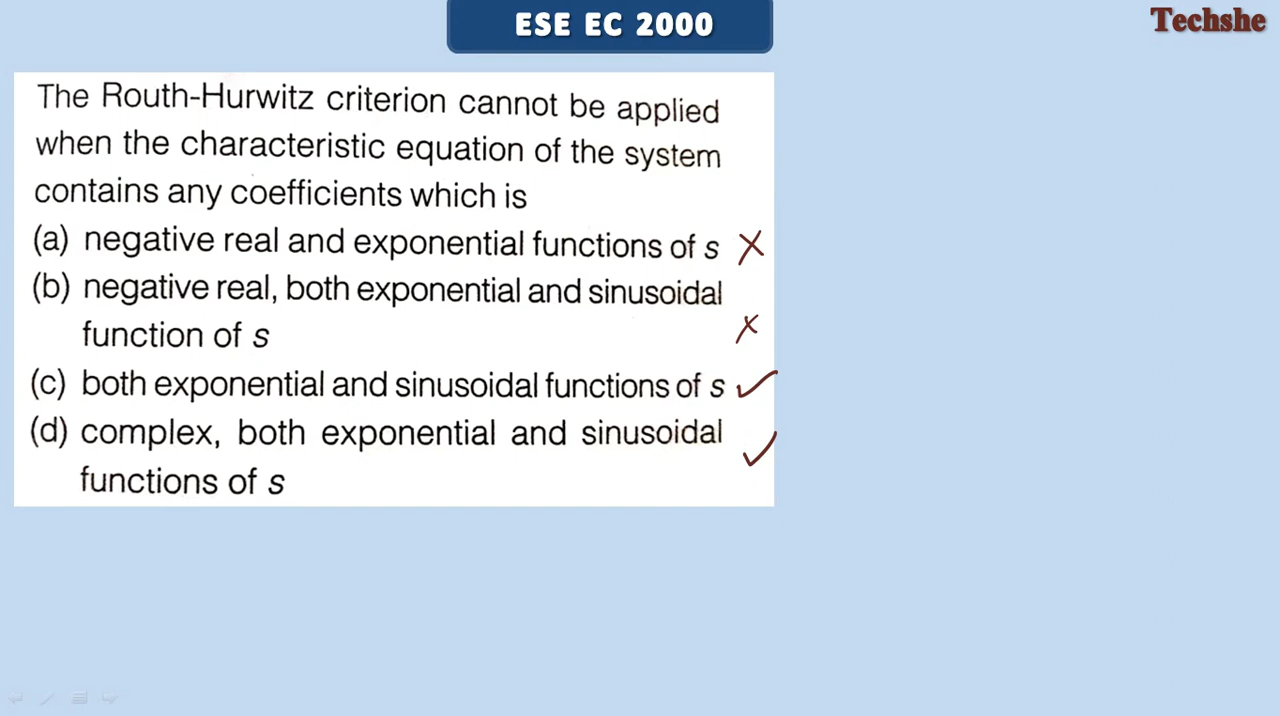 ESE EC 2000
Techshe
The Routh-Hurwitz criterion cannot be applied
when the characteristic equation of the system
contains any coefficients which is
(a) negative real and exponential functions of s
(b) negative real, both exponential and sinusoidal
function of s
(c) both exponential and sinusoidal functions of s
(d) complex, both exponential and sinusoidal
functions of s